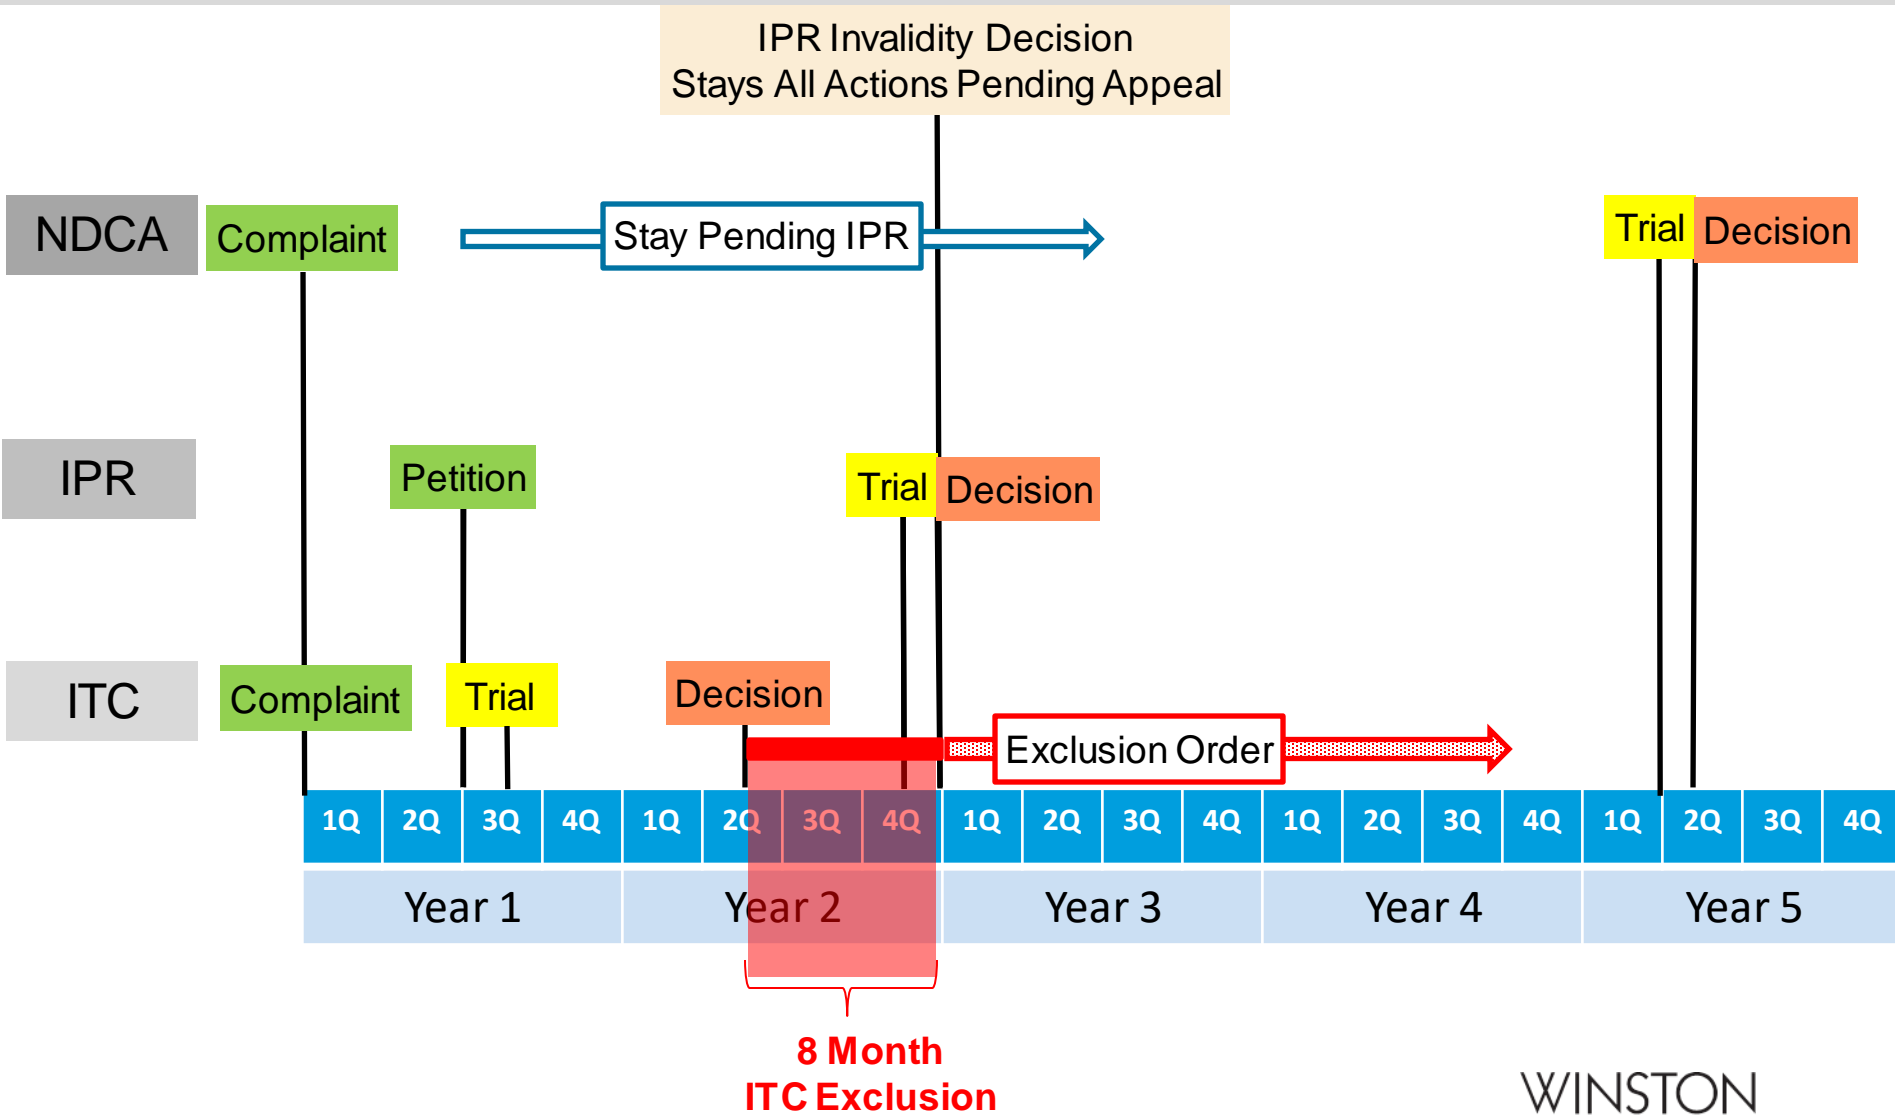 IPR Invalidity Decision
Stays All Actions Pending Appeal
NDCA
Complaint
Stay Pending IPR
Trial
Decision
IPR
Petition
Trial
Decision
ITC
Complaint
Trial
Decision
Exclusion Order
1Q 2Q 3Q 4Q 1Q 2Q 3Q 4Q 1Q 2Q 3Q 4Q 1Q 2Q 3Q 4Q 1Q 2Q 3Q 4Q
Year 1 Year 2 Year 3 Year 4 Year 5
8 Month
ITC Exclusion
WINSTON